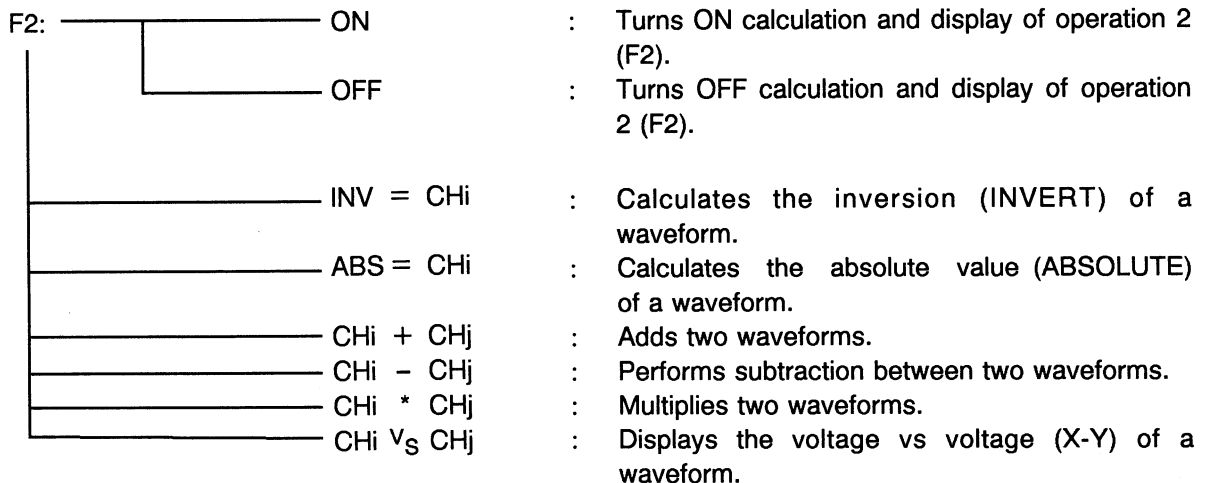 F2: ON : Turns ON calculation and display of operation 2
(F2).
OFF : Turns OFF calculation and display of operation
2 (F2).
INV = CHi : Calculates the inversion (INVERT) of a
waveform.
ABS = CHi : Calculates the absolute value (ABSOLUTE)
of a waveform.
CHi + CHj : Adds two waveforms.
CHi – CHj : Performs subtraction between two waveforms.
CHi * CHj : Multiplies two waveforms.
CHi VS CHj : Displays the voltage vs voltage (X-Y) of a
waveform.